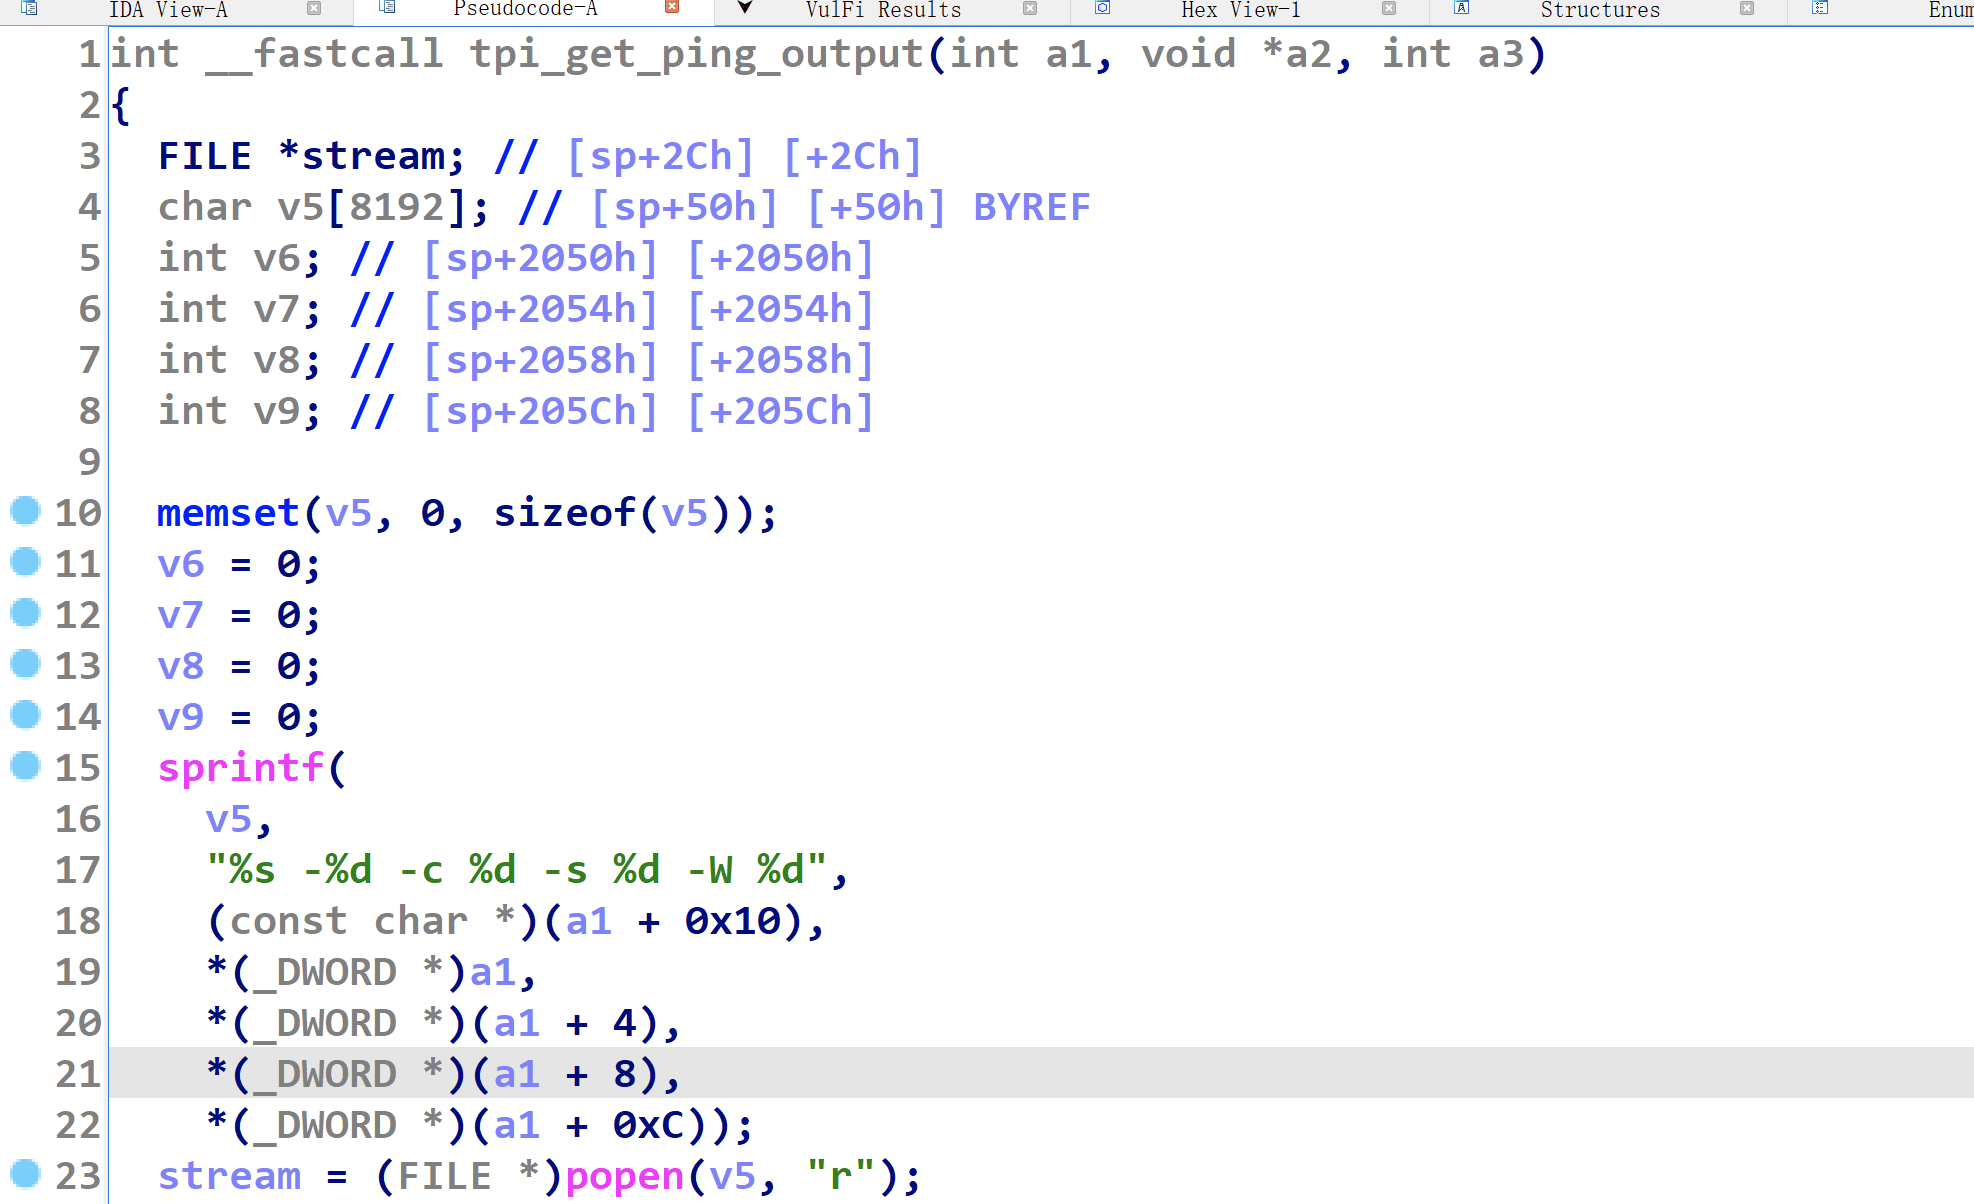 IDA View-A Pseudocode-A VulFi Results Hex View-1 Structures Enum
1 int __fastcall tpi_get_ping_output(int a1, void *a2, int a3)
2 {
3   FILE *stream; // [sp+2Ch] [+2Ch]
4   char v5[8192]; // [sp+50h] [+50h] BYREF
5   int v6; // [sp+2050h] [+2050h]
6   int v7; // [sp+2054h] [+2054h]
7   int v8; // [sp+2058h] [+2058h]
8   int v9; // [sp+205Ch] [+205Ch]
9
10   memset(v5, 0, sizeof(v5));
11   v6 = 0;
12   v7 = 0;
13   v8 = 0;
14   v9 = 0;
15   sprintf(
16     v5,
17     "%s -%d -c %d -s %d -W %d",
18     (const char *)(a1 + 0x10),
19     *(_DWORD *)a1,
20     *(_DWORD *)(a1 + 4),
21     *(_DWORD *)(a1 + 8),
22     *(_DWORD *)(a1 + 0xC));
23   stream = (FILE *)popen(v5, "r");